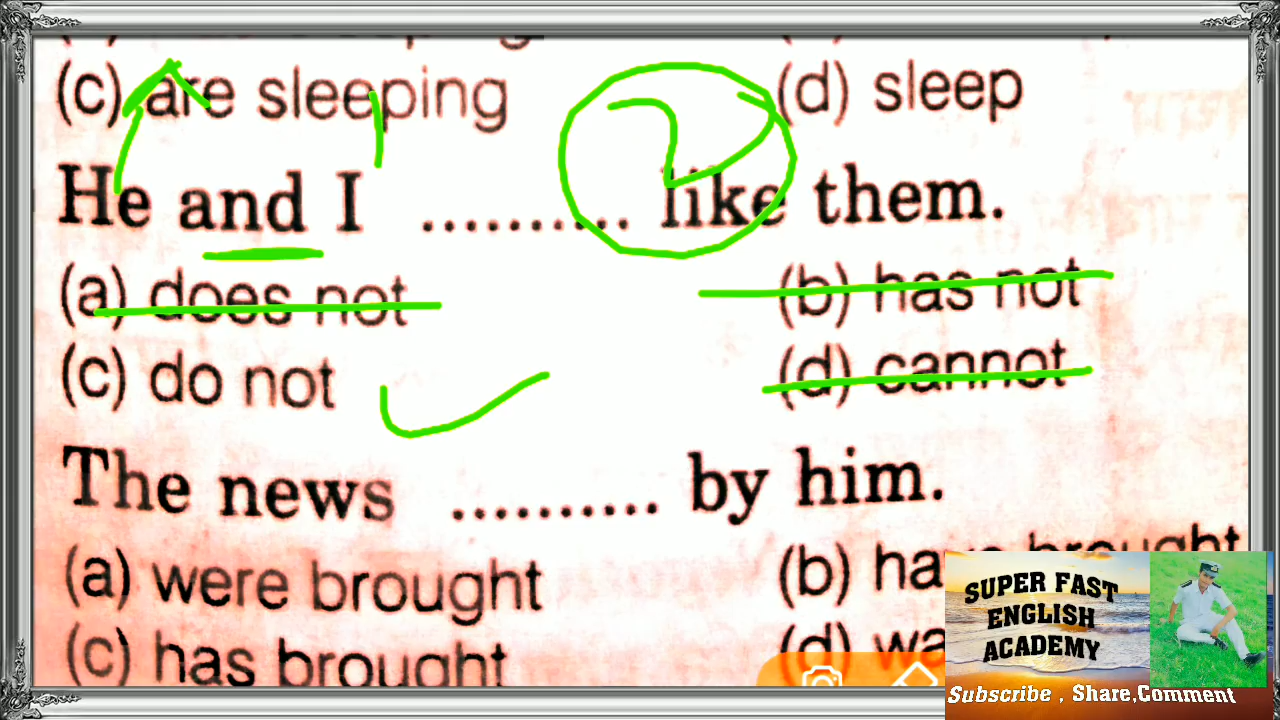 (c) are sleeping (d) sleep
He and I .......... like them.
(a) does not (b) has not
(c) do not (d) cannot
The news .......... by him.
(a) were brought (b)
(c) has brought (d)
SUPER FAST
ENGLISH
ACADEMY
Subscribe , Share,Comment